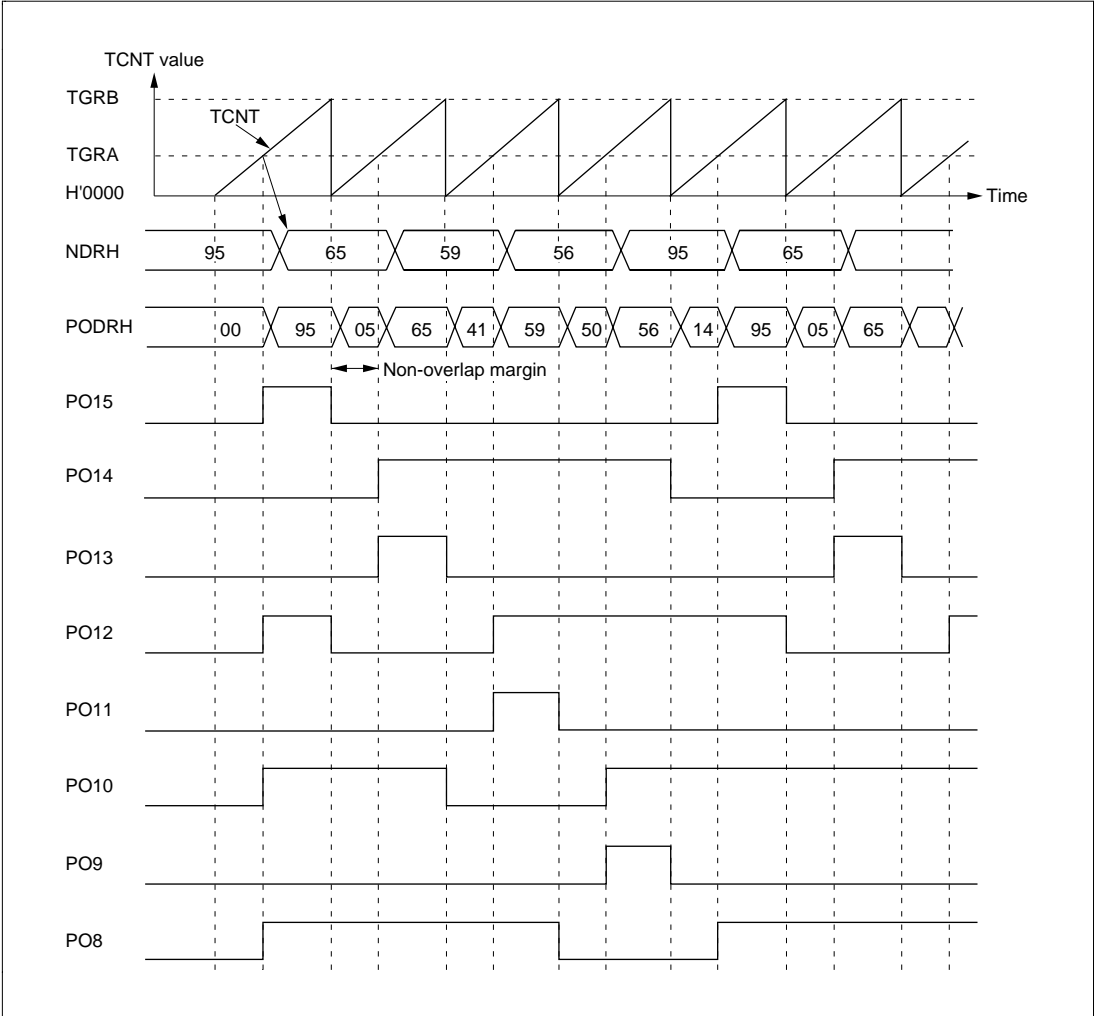 TCNT value
TGRB
TCNT
TGRA
H'0000
Time
NDRH 95 65 59 56 95 65
PODRH 00 95 05 65 41 59 50 56 14 95 05 65
Non-overlap margin
PO15
PO14
PO13
PO12
PO11
PO10
PO9
PO8